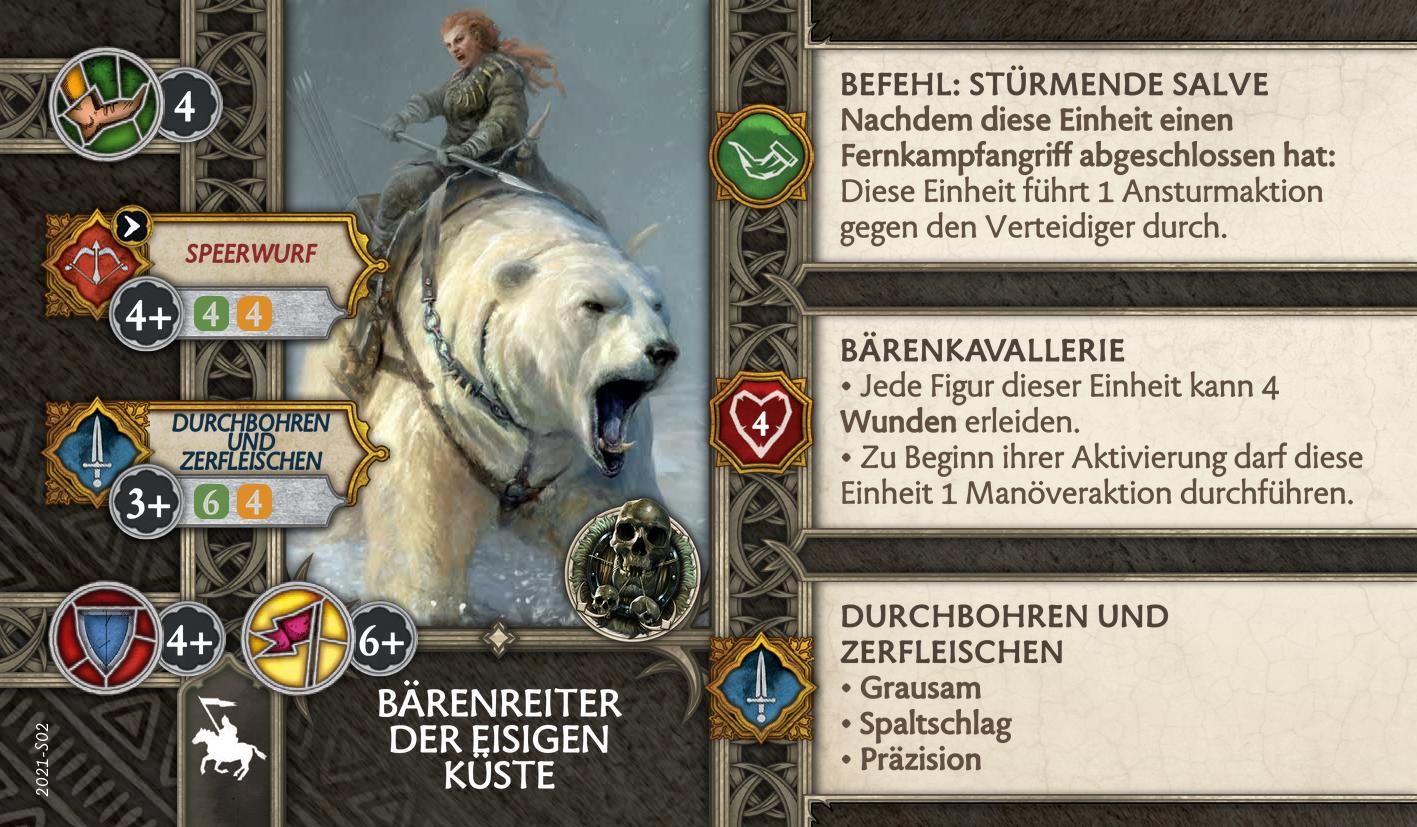 4
SPEERWURF
4+ 4 4
DURCHBOHREN
UND
ZERFLEISCHEN
3+ 6 4
4+ 6+
BÄRENREITER
DER EISIGEN
KÜSTE
2021-S02
BEFEHL: STÜRMENDE SALVE
Nachdem diese Einheit einen
Fernkampfangriff abgeschlossen hat:
Diese Einheit führt 1 Ansturmaktion
gegen den Verteidiger durch.
4
BÄRENKAVALLERIE
• Jede Figur dieser Einheit kann 4
Wunden erleiden.
• Zu Beginn ihrer Aktivierung darf diese
Einheit 1 Manöveraktion durchführen.
DURCHBOHREN UND
ZERFLEISCHEN
• Grausam
• Spaltschlag
• Präzision